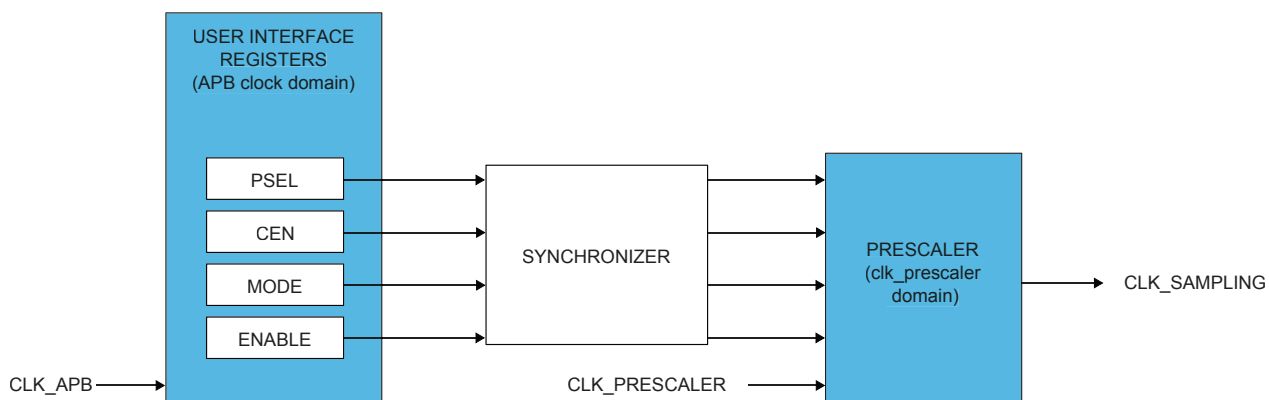 USER INTERFACE
REGISTERS
(APB clock domain)
PSEL
CEN
MODE
ENABLE
CLK_APB
SYNCHRONIZER
PRESCALER
(clk_prescaler
domain)
CLK_PRESCALER
CLK_SAMPLING